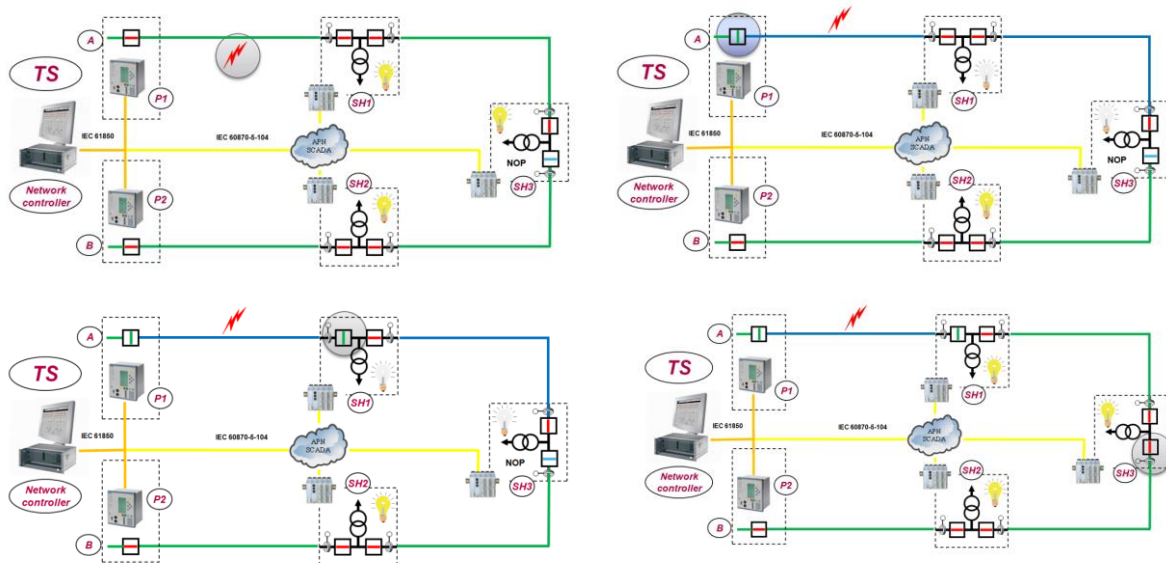 A
TS
P1
SH1
IEC 61850
IEC 60870-5-104
APN
SCADA
NOP
SH2
SH3
Network
controller
P2
B
A
TS
P1
SH1
IEC 61850
IEC 60870-5-104
APN
SCADA
NOP
SH2
SH3
Network
controller
P2
B
A
TS
P1
SH1
IEC 61850
IEC 60870-5-104
APN
SCADA
NOP
SH2
SH3
Network
controller
P2
B
A
TS
P1
SH1
IEC 61850
IEC 60870-5-104
APN
SCADA
SH2
SH3
Network
controller
P2
B